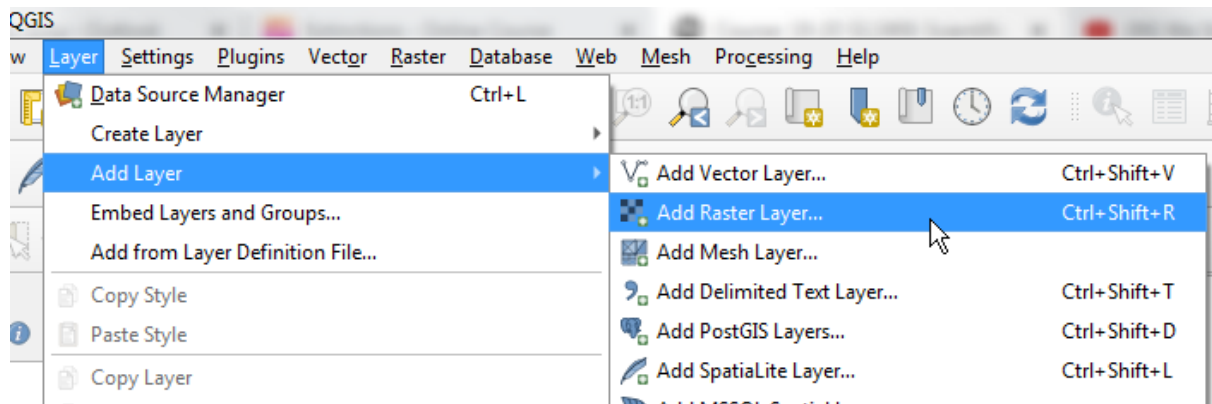 QGIS
w Layer Settings Plugins Vector Raster Database Web Mesh Processing Help
Data Source Manager Ctrl+L
1:1
Create Layer
Add Layer
Embed Layers and Groups...
Add from Layer Definition File...
Copy Style
Paste Style
Copy Layer
Add Vector Layer... Ctrl+Shift+V
Add Raster Layer... Ctrl+Shift+R
Add Mesh Layer...
Add Delimited Text Layer... Ctrl+Shift+T
Add PostGIS Layers... Ctrl+Shift+D
Add SpatiaLite Layer... Ctrl+Shift+L